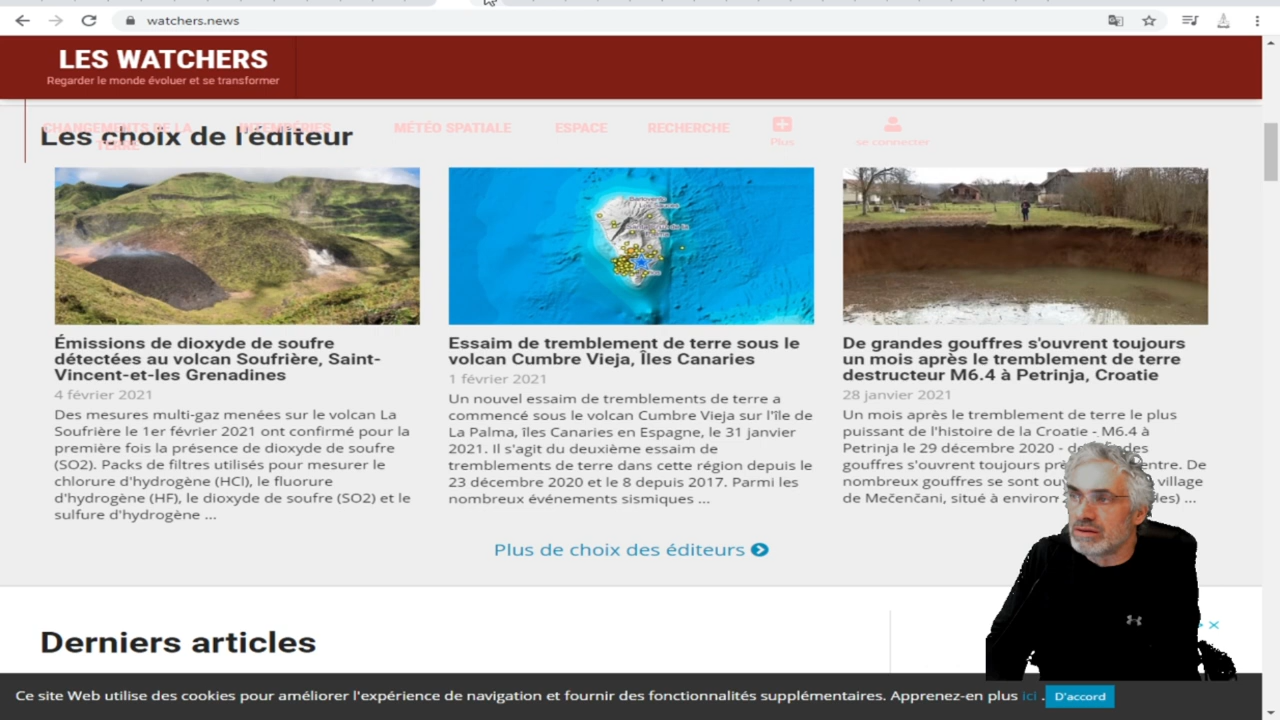 watchers.news
LES WATCHERS
Regarder le monde évoluer et se transformer
CHANGEMENTS DE LA TERRE
INTEMPÉRIES
MÉTÉO SPATIALE
ESPACE
RECHERCHE
Plus
se connecter
Les choix de l'éditeur
Émissions de dioxyde de soufre
détectées au volcan Soufrière, Saint-
Vincent-et-les Grenadines
4 février 2021
Des mesures multi-gaz menées sur le volcan La
Soufrière le 1er février 2021 ont confirmé pour la
première fois la présence de dioxyde de soufre
(SO2). Packs de filtres utilisés pour mesurer le
chlorure d'hydrogène (HCl), le fluorure
d'hydrogène (HF), le dioxyde de soufre (SO2) et le
sulfure d'hydrogène ...
Essaim de tremblement de terre sous le
volcan Cumbre Vieja, Îles Canaries
1 février 2021
Un nouvel essaim de tremblements de terre a
commencé sous le volcan Cumbre Vieja sur l'île de
La Palma, îles Canaries en Espagne, le 31 janvier
2021. Il s'agit du deuxième essaim de
tremblements de terre dans cette région depuis le
23 décembre 2020 et le 8 depuis 2017. Parmi les
nombreux événements sismiques ...
De grandes gouffres s'ouvrent toujours
un mois après le tremblement de terre
destructeur M6.4 à Petrinja, Croatie
28 janvier 2021
Un mois après le tremblement de terre le plus
puissant de l'histoire de la Croatie - M6.4 à
Petrinja le 29 décembre 2020 -
gouffres s'ouvrent toujours De
nombreux gouffres se sont village
de Mečenčani, situé à environ ...
Plus de choix des éditeurs
Derniers articles
Ce site Web utilise des cookies pour améliorer l'expérience de navigation et fournir des fonctionnalités supplémentaires. Apprenez-en plus ici . D'accord